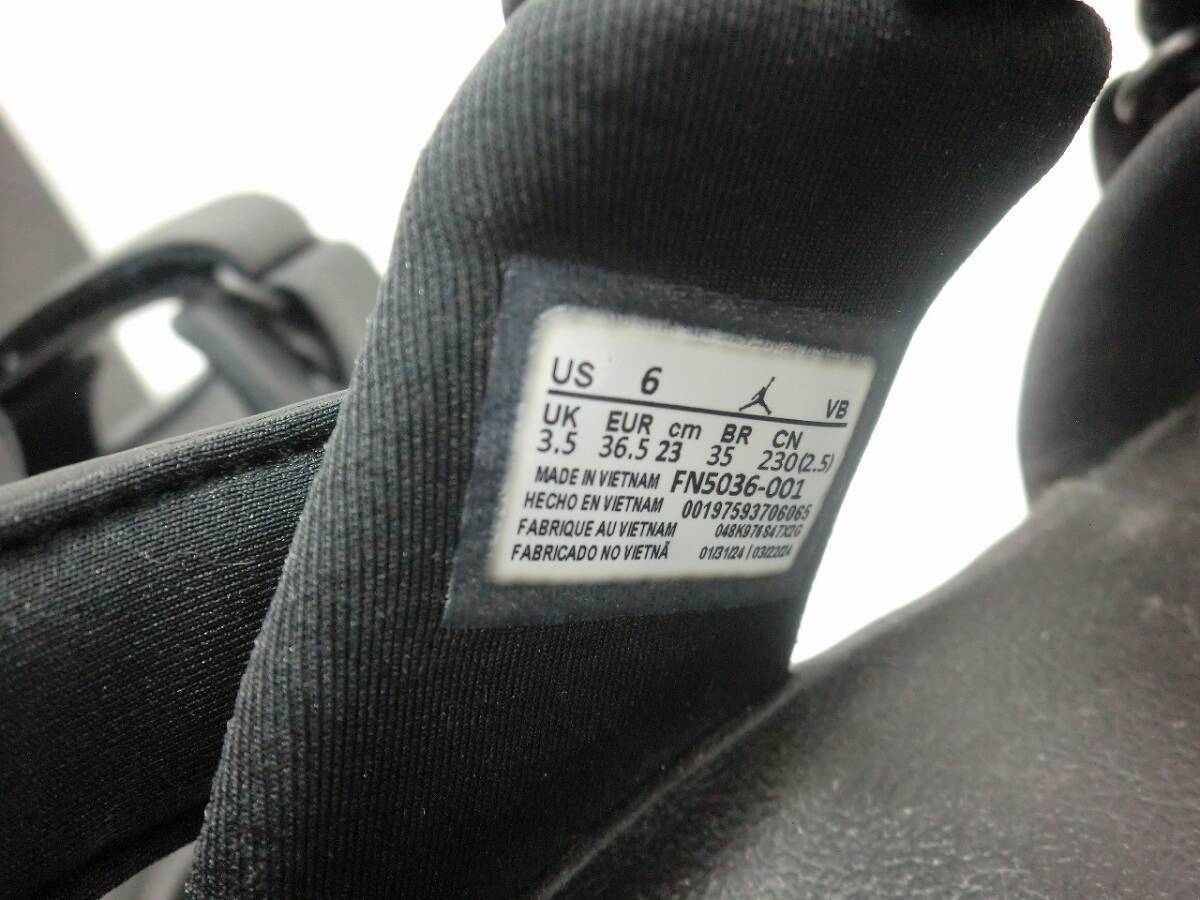 US 6 VB
UK EUR cm BR CN
3.5 36.5 23 35 230(2.5)
MADE IN VIETNAM FN5036-001
HECHO EN VIETNAM 00197593706065
FABRIQUE AU VIETNAM
FABRICADO NO VIETNÃ 01/31/24 | 03/22/24